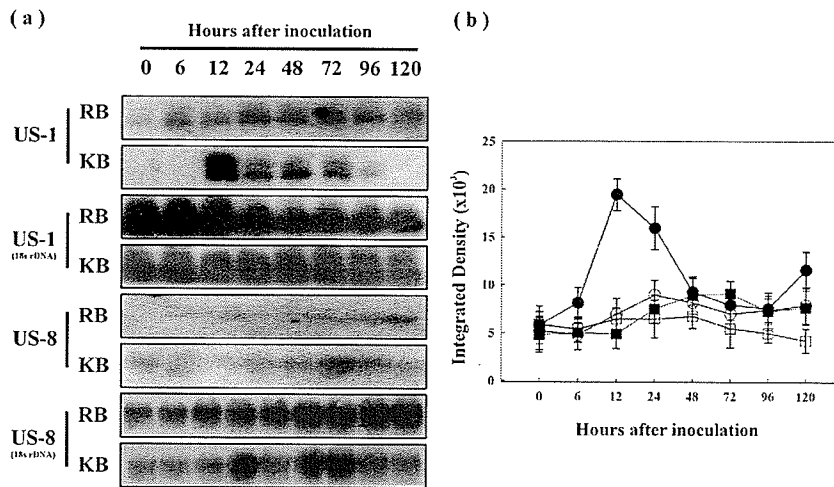 ( a )
Hours after inoculation
0 6 12 24 48 72 96 120
US-1
RB
KB
US-1
(18s rDNA)
RB
KB
US-8
RB
KB
US-8
(18s rDNA)
RB
KB
( b )
Integrated Density (x10³)
25
20
15
10
5
0
0 6 12 24 48 72 96 120
Hours after inoculation